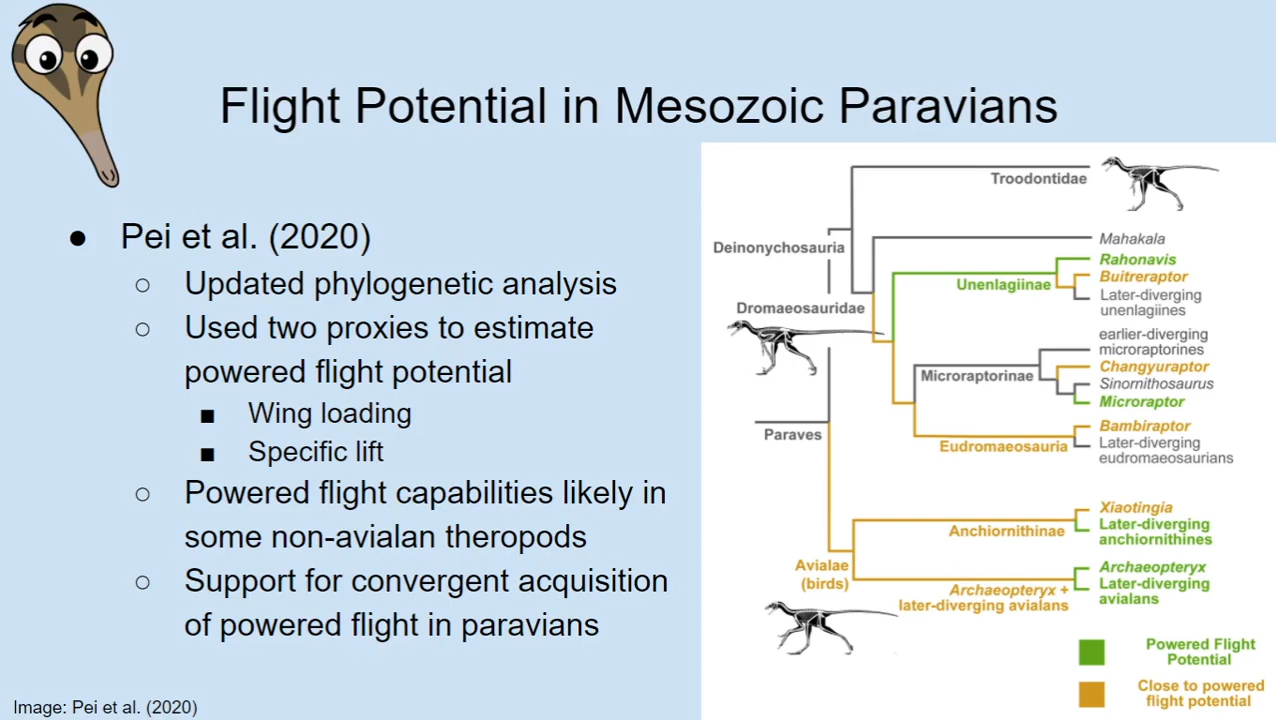 Flight Potential in Mesozoic Paravians
● Pei et al. (2020)
○ Updated phylogenetic analysis
○ Used two proxies to estimate
powered flight potential
■ Wing loading
■ Specific lift
○ Powered flight capabilities likely in
some non-avialan theropods
○ Support for convergent acquisition
of powered flight in paravians
Image: Pei et al. (2020)
Troodontidae
Deinonychosauria
Mahakala
Rahonavis
Unenlagiinae
Buitreraptor
Later-diverging
unenlagiines
Dromaeosauridae
earlier-diverging
microraptorines
Changyuraptor
Microraptorinae
Sinornithosaurus
Microraptor
Bambiraptor
Paraves
Eudromaeosauria
Later-diverging
eudromaeosaurians
Xiaotingia
Anchiornithinae
Later-diverging
anchiornithines
Avialae
(birds)
Archaeopteryx
Archaeopteryx +
later-diverging avialans
Later-diverging
avialans
Powered Flight
Potential
Close to powered
flight potential